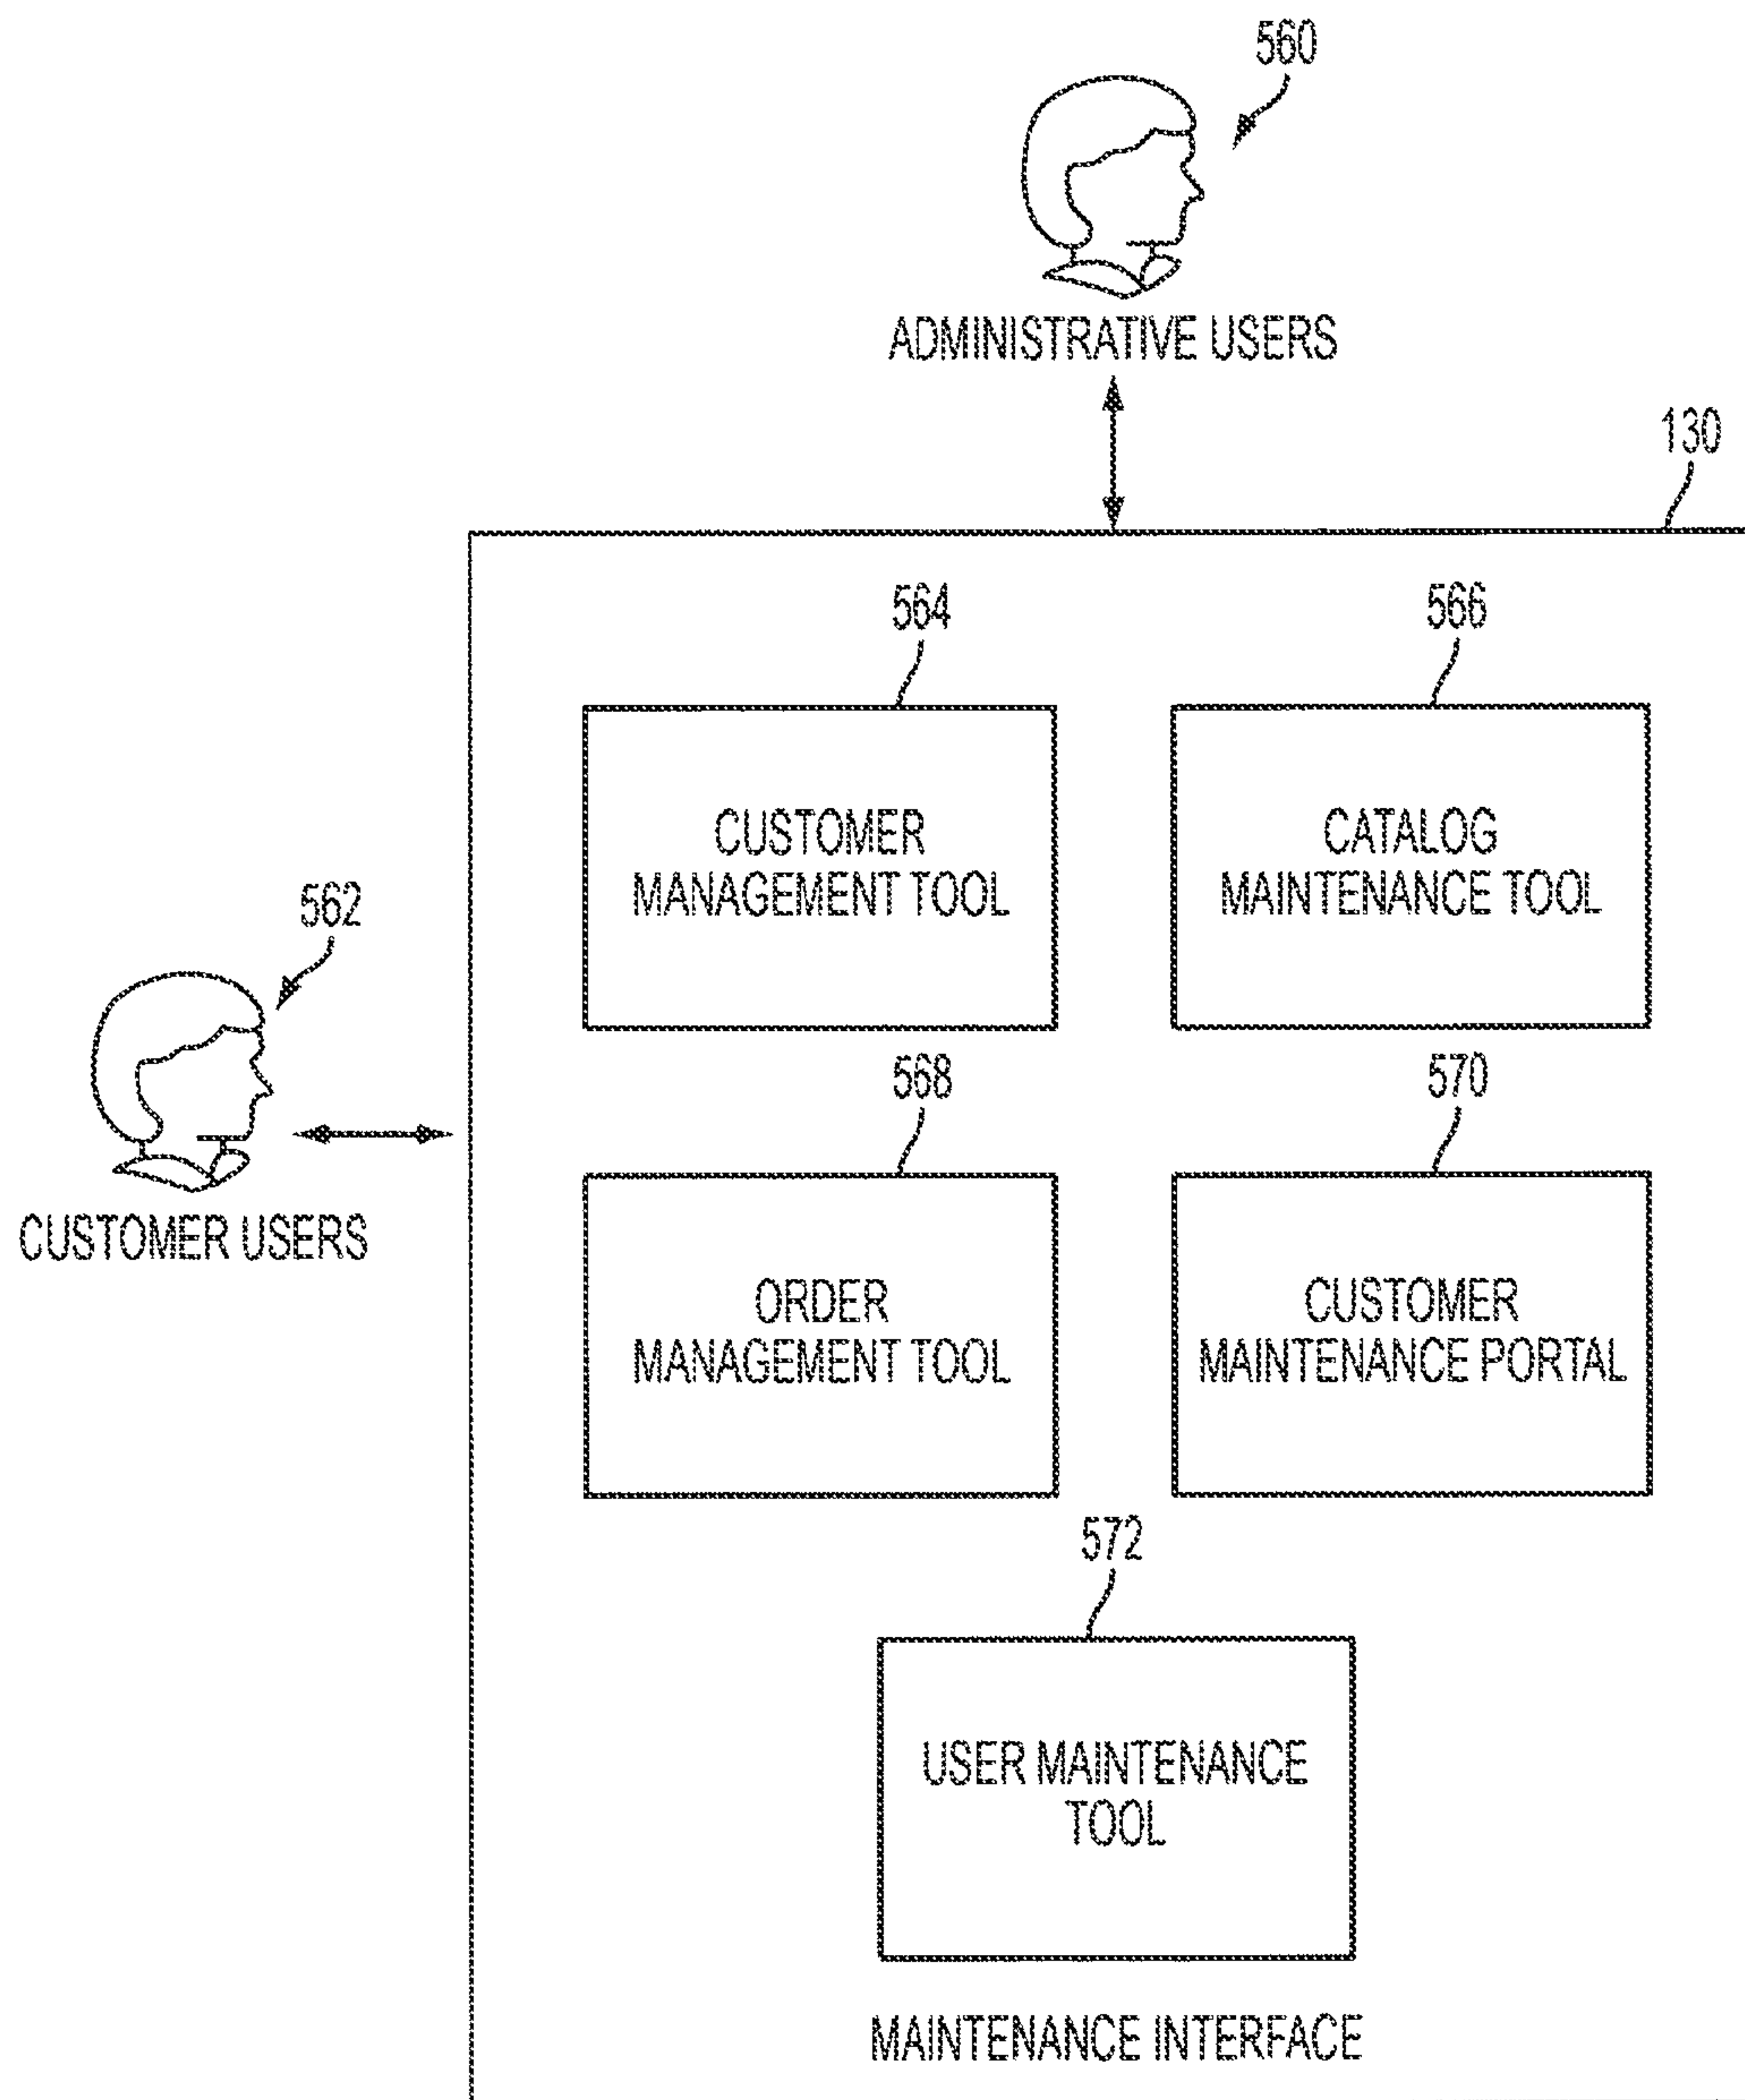 560
ADMINISTRATIVE USERS
130
564
566
CUSTOMER
MANAGEMENT TOOL
CATALOG
MAINTENANCE TOOL
562
CUSTOMER USERS
568
570
ORDER
MANAGEMENT TOOL
CUSTOMER
MAINTENANCE PORTAL
572
USER MAINTENANCE
TOOL
MAINTENANCE INTERFACE